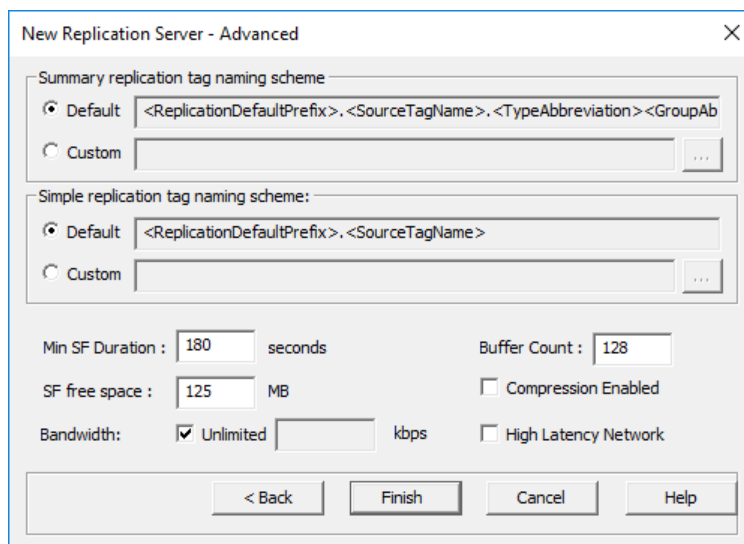 New Replication Server - Advanced
Summary replication tag naming scheme
Default <ReplicationDefaultPrefix>.<SourceTagName>.<TypeAbbreviation><GroupAb
Custom ...
Simple replication tag naming scheme:
Default <ReplicationDefaultPrefix>.<SourceTagName>
Custom ...
Min SF Duration : 180 seconds Buffer Count : 128
SF free space : 125 MB Compression Enabled
Bandwidth: Unlimited kbps High Latency Network
< Back Finish Cancel Help